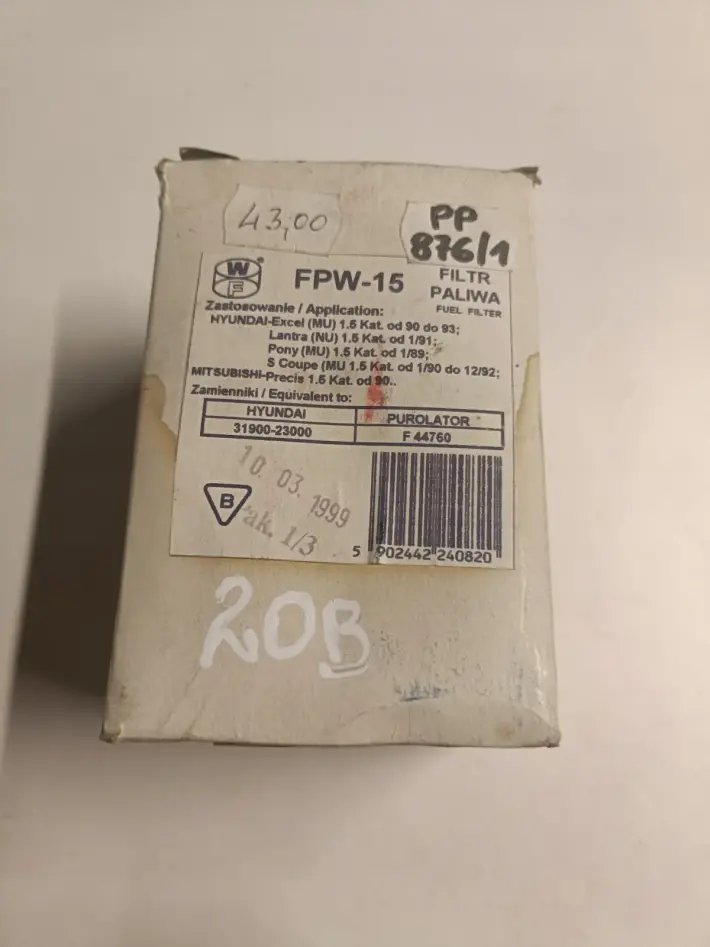 43,00
PP
876/1
WF
FPW-15
FILTR
PALIWA
FUEL FILTER
Zastosowanie / Application:
HYUNDAI-Excel (MU) 1.5 Kat. od 90 do 93;
Lantra (NU) 1.5 Kat. od 1/91;
Pony (MU) 1.5 Kat. od 1/89;
S Coupe (MU 1.5 Kat. od 1/90 do 12/92;
MITSUBISHI-Precis 1.5 Kat. od 90..
Zamienniki / Equivalent to:
HYUNDAI PUROLATOR
31900-23000 F 44760
10. 03. 1999
B
Pak. 1/3
5 902442 240820
20B